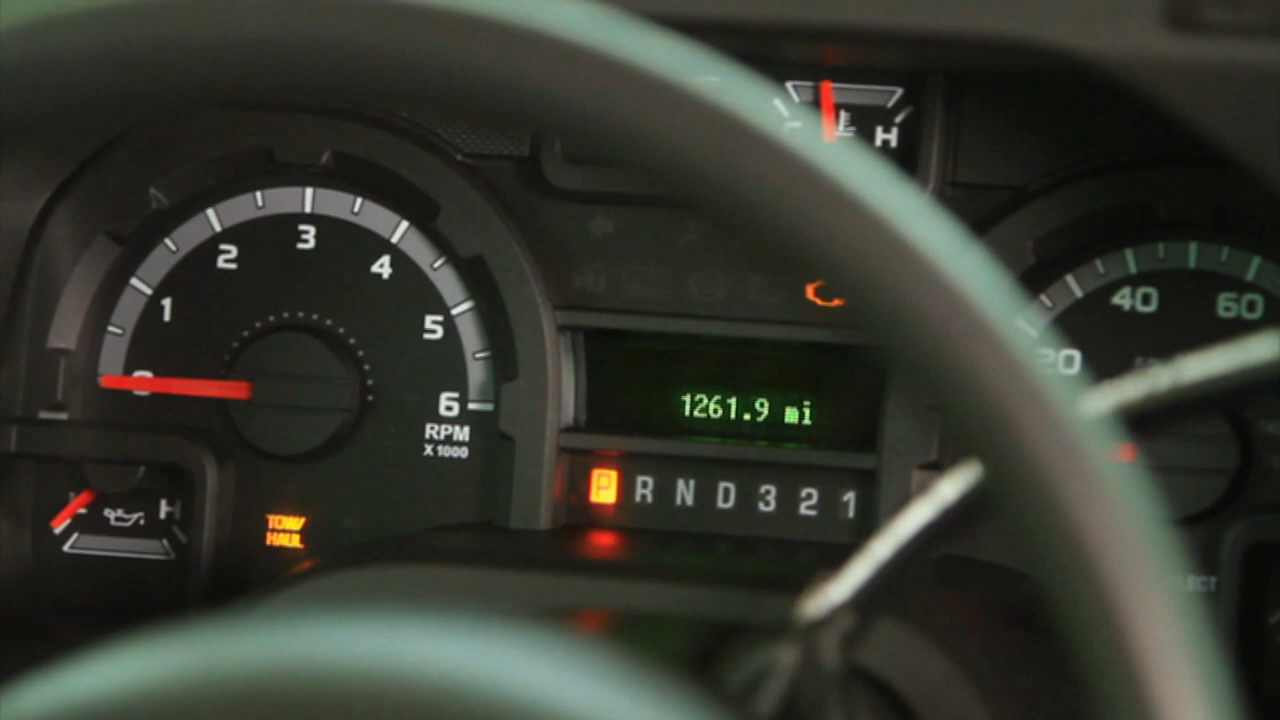 H
1
2
3
4
5
6
RPM
X1000
1261.9 mi
P R N D 3 2 1
H
TOW/
HAUL
20
40
60